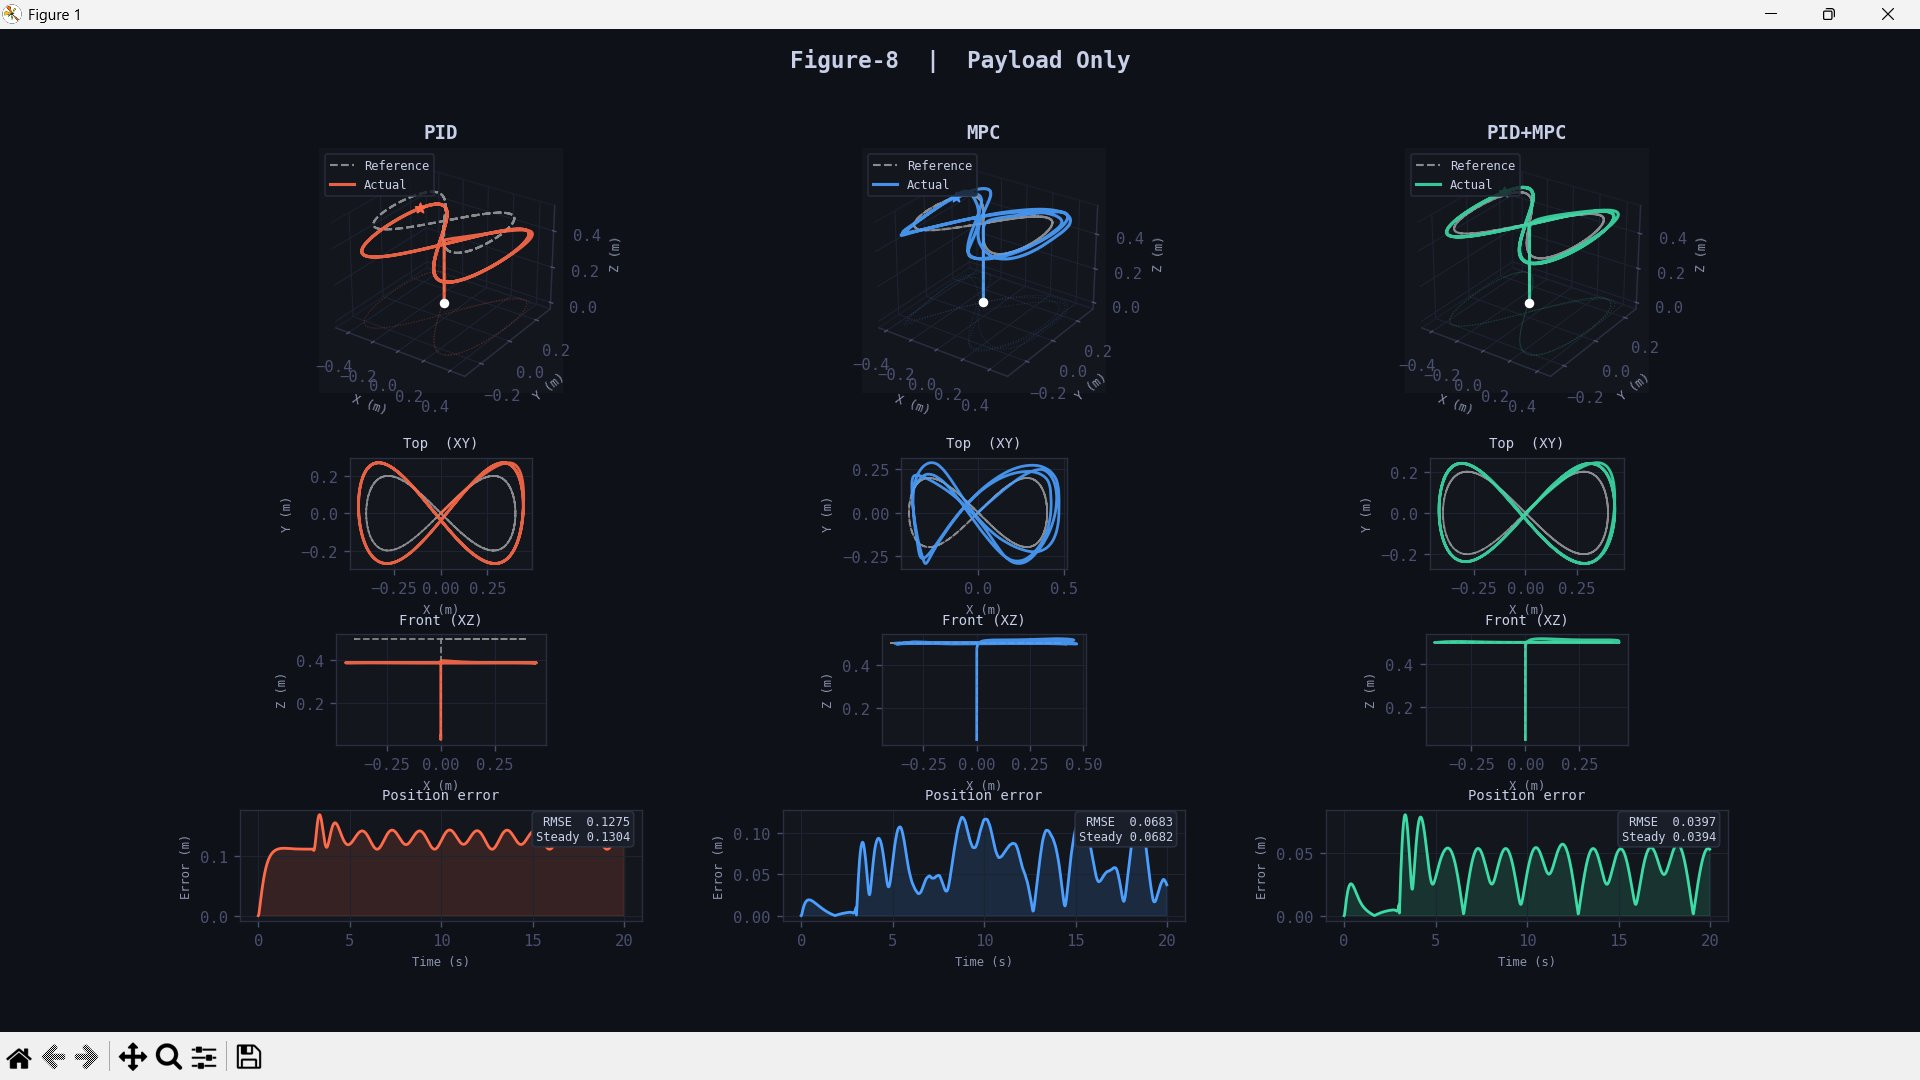 Figure 1
Figure-8 | Payload Only
PID
MPC
PID+MPC
Reference
Actual
0.4
0.2
0.0
Z (m)
−0.4
−0.2
0.0
0.2
0.4
X (m)
−0.2
0.0
0.2
Y (m)
Reference
Actual
0.4
0.2
0.0
Z (m)
−0.4
−0.2
0.0
0.2
0.4
X (m)
−0.2
0.0
0.2
Y (m)
Reference
Actual
0.4
0.2
0.0
Z (m)
−0.4
−0.2
0.0
0.2
0.4
X (m)
−0.2
0.0
0.2
Y (m)
Top (XY)
0.2
0.0
−0.2
Y (m)
−0.25 0.00 0.25
X (m)
Top (XY)
0.25
0.00
−0.25
Y (m)
0.0 0.5
X (m)
Top (XY)
0.2
0.0
−0.2
Y (m)
−0.25 0.00 0.25
X (m)
Front (XZ)
0.4
0.2
Z (m)
−0.25 0.00 0.25
X (m)
Front (XZ)
0.4
0.2
Z (m)
−0.25 0.00 0.25 0.50
X (m)
Front (XZ)
0.4
0.2
Z (m)
−0.25 0.00 0.25
X (m)
Position error
RMSE 0.1275
Steady 0.1304
0.1
0.0
Error (m)
0 5 10 15 20
Time (s)
Position error
RMSE 0.0683
Steady 0.0682
0.10
0.05
0.00
Error (m)
0 5 10 15 20
Time (s)
Position error
RMSE 0.0397
Steady 0.0394
0.05
0.00
Error (m)
0 5 10 15 20
Time (s)